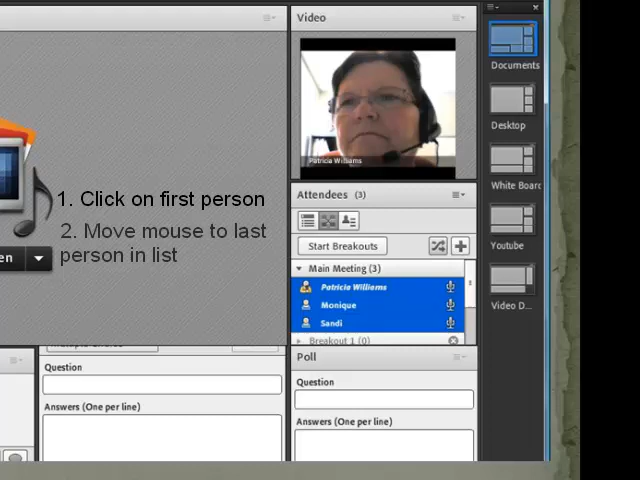 Video
Documents
Desktop
White Board
Youtube
Video D...
Patricia Williams
1. Click on first person
2. Move mouse to last
person in list
en
Attendees (3)
Start Breakouts
Main Meeting (3)
Patricia Williams
Monique
Sandi
Breakout 1 (0)
Question
Answers (One per line)
Poll
Question
Answers (One per line)